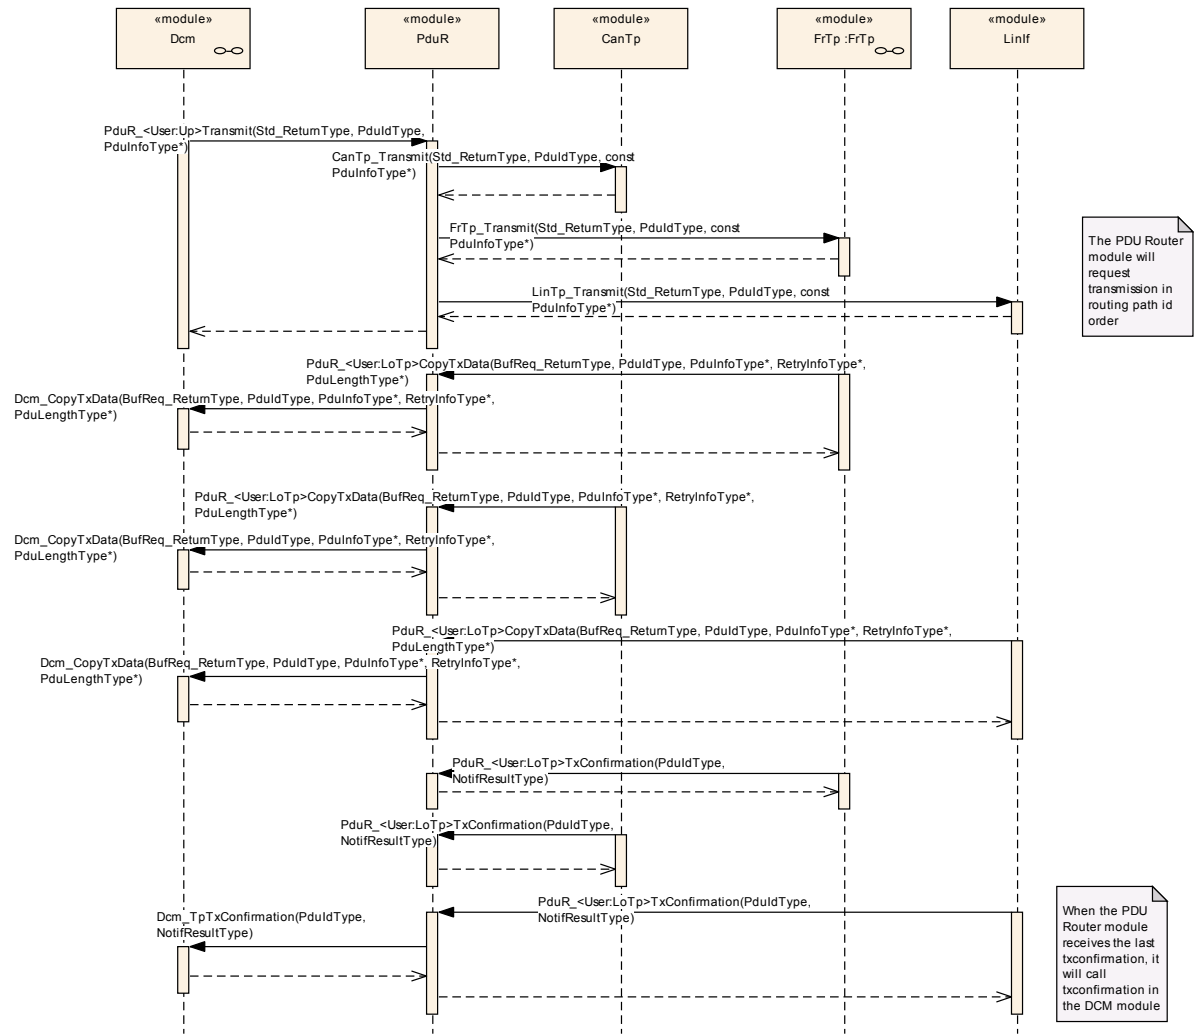 «module»
Dcm
«module»
PduR
«module»
CanTp
«module»
FrTp :FrTp
«module»
LinIf
PduR_<User:Up>Transmit(Std_ReturnType, PduIdType,
PduInfoType*)
CanTp_Transmit(Std_ReturnType, PduIdType, const
PduInfoType*)
FrTp_Transmit(Std_ReturnType, PduIdType, const
PduInfoType*)
The PDU Router
module will
request
transmission in
routing path id
order
LinTp_Transmit(Std_ReturnType, PduIdType, const
PduInfoType*)
PduR_<User:LoTp>CopyTxData(BufReq_ReturnType, PduIdType, PduInfoType*, RetryInfoType*,
PduLengthType*)
Dcm_CopyTxData(BufReq_ReturnType, PduIdType, PduInfoType*, RetryInfoType*,
PduLengthType*)
PduR_<User:LoTp>CopyTxData(BufReq_ReturnType, PduIdType, PduInfoType*, RetryInfoType*,
PduLengthType*)
Dcm_CopyTxData(BufReq_ReturnType, PduIdType, PduInfoType*, RetryInfoType*,
PduLengthType*)
PduR_<User:LoTp>CopyTxData(BufReq_ReturnType, PduIdType, PduInfoType*, RetryInfoType*,
PduLengthType*)
Dcm_CopyTxData(BufReq_ReturnType, PduIdType, PduInfoType*, RetryInfoType*,
PduLengthType*)
PduR_<User:LoTp>TxConfirmation(PduIdType,
NotifResultType)
PduR_<User:LoTp>TxConfirmation(PduIdType,
NotifResultType)
PduR_<User:LoTp>TxConfirmation(PduIdType,
NotifResultType)
Dcm_TpTxConfirmation(PduIdType,
NotifResultType)
When the PDU
Router module
receives the last
txconfirmation, it
will call
txconfirmation in
the DCM module